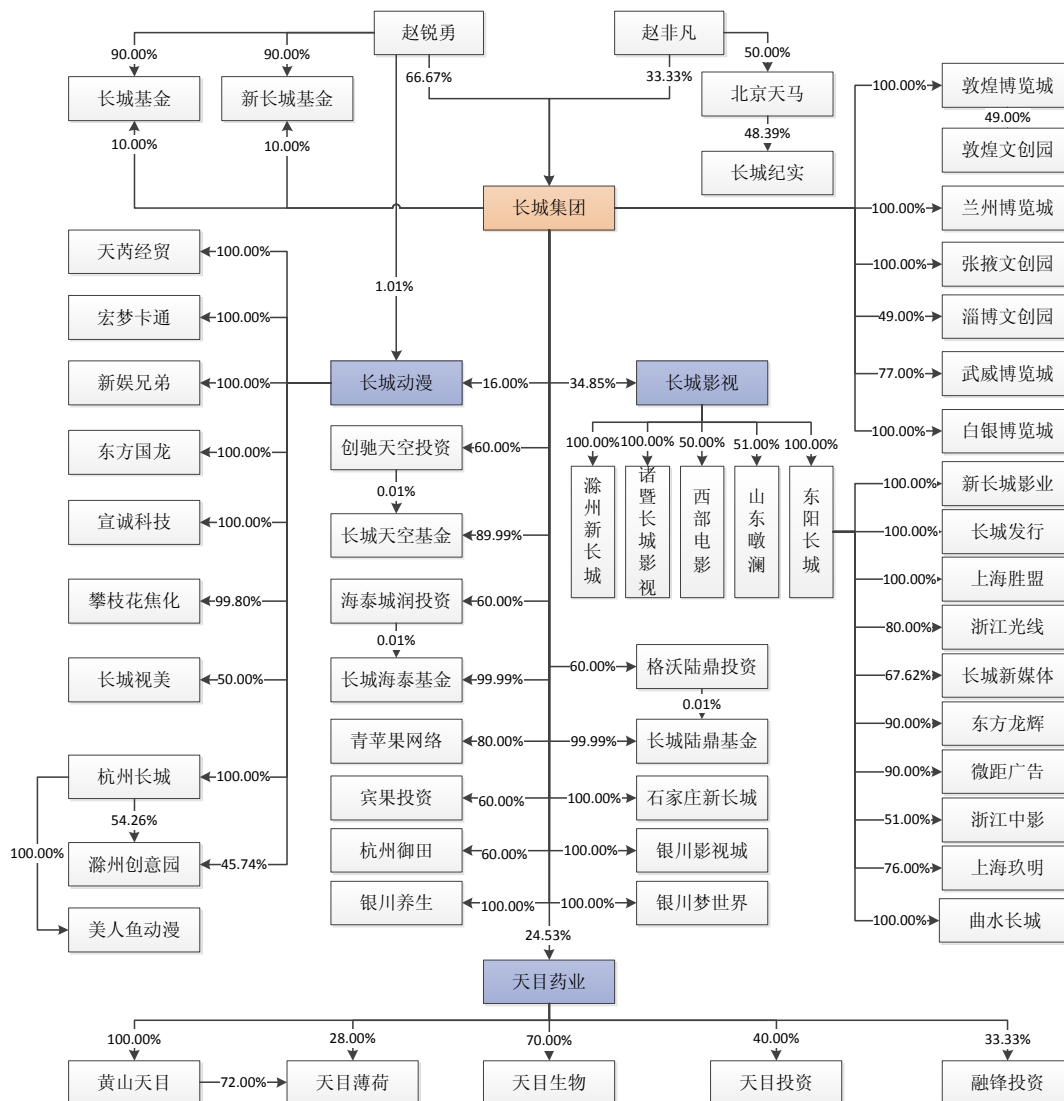 赵锐勇
赵非凡
90.00%
90.00%
66.67%
33.33%
50.00%
长城基金
新长城基金
北京天马
100.00%
敦煌博览城
10.00%
10.00%
48.39%
49.00%
敦煌文创园
长城纪实
长城集团
100.00%
兰州博览城
天芮经贸
100.00%
100.00%
张掖文创园
1.01%
宏梦卡通
100.00%
49.00%
淄博文创园
新娱兄弟
100.00%
长城动漫
16.00%
34.85%
长城影视
77.00%
武威博览城
东方国龙
100.00%
创驰天空投资
60.00%
100.00%
100.00%
50.00%
51.00%
100.00%
100.00%
白银博览城
0.01%
滁州新长城
诸暨长城影视
西部电影
山东暾澜
东阳长城
100.00%
新长城影业
宣诚科技
100.00%
长城天空基金
89.99%
100.00%
长城发行
100.00%
上海胜盟
攀枝花焦化
99.80%
海泰城润投资
60.00%
80.00%
浙江光线
0.01%
长城视美
50.00%
长城海泰基金
99.99%
60.00%
格沃陆鼎投资
67.62%
长城新媒体
0.01%
青苹果网络
80.00%
99.99%
长城陆鼎基金
90.00%
东方龙辉
杭州长城
100.00%
90.00%
微距广告
宾果投资
60.00%
100.00%
石家庄新长城
54.26%
51.00%
浙江中影
100.00%
滁州创意园
45.74%
杭州御田
60.00%
100.00%
银川影视城
76.00%
上海玖明
银川养生
100.00%
100.00%
银川梦世界
美人鱼动漫
100.00%
曲水长城
24.53%
天目药业
100.00%
28.00%
70.00%
40.00%
33.33%
黄山天目
72.00%
天目薄荷
天目生物
天目投资
融锋投资